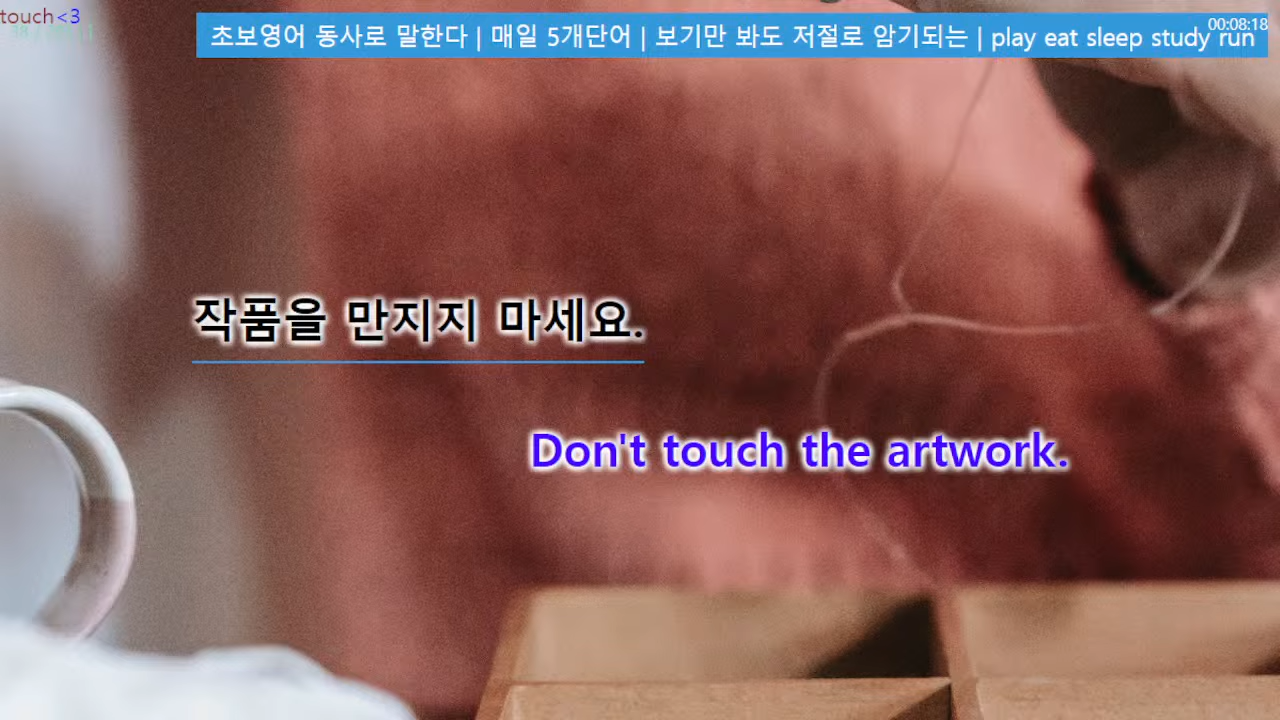 touch<3
00:08:18
초보영어 동사로 말한다 | 매일 5개단어 | 보기만 봐도 저절로 암기되는 | play eat sleep study run
작품을 만지지 마세요.
Don't touch the artwork.